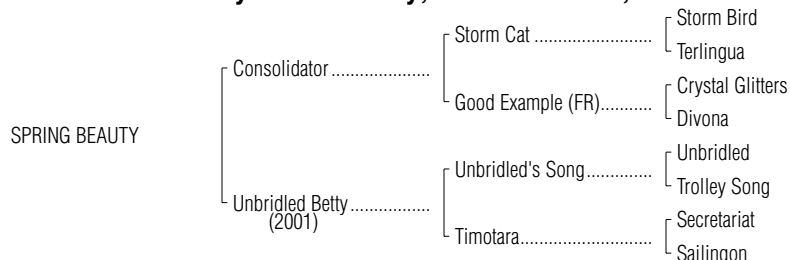 Storm Bird
Storm Cat ........................
Terlingua
Consolidator .....................
Crystal Glitters
Good Example (FR)...........
Divona
SPRING BEAUTY
Unbridled
Unbridled's Song..............
Trolley Song
Unbridled Betty .................
(2001)
Secretariat
Timotara...........................
Sailingon